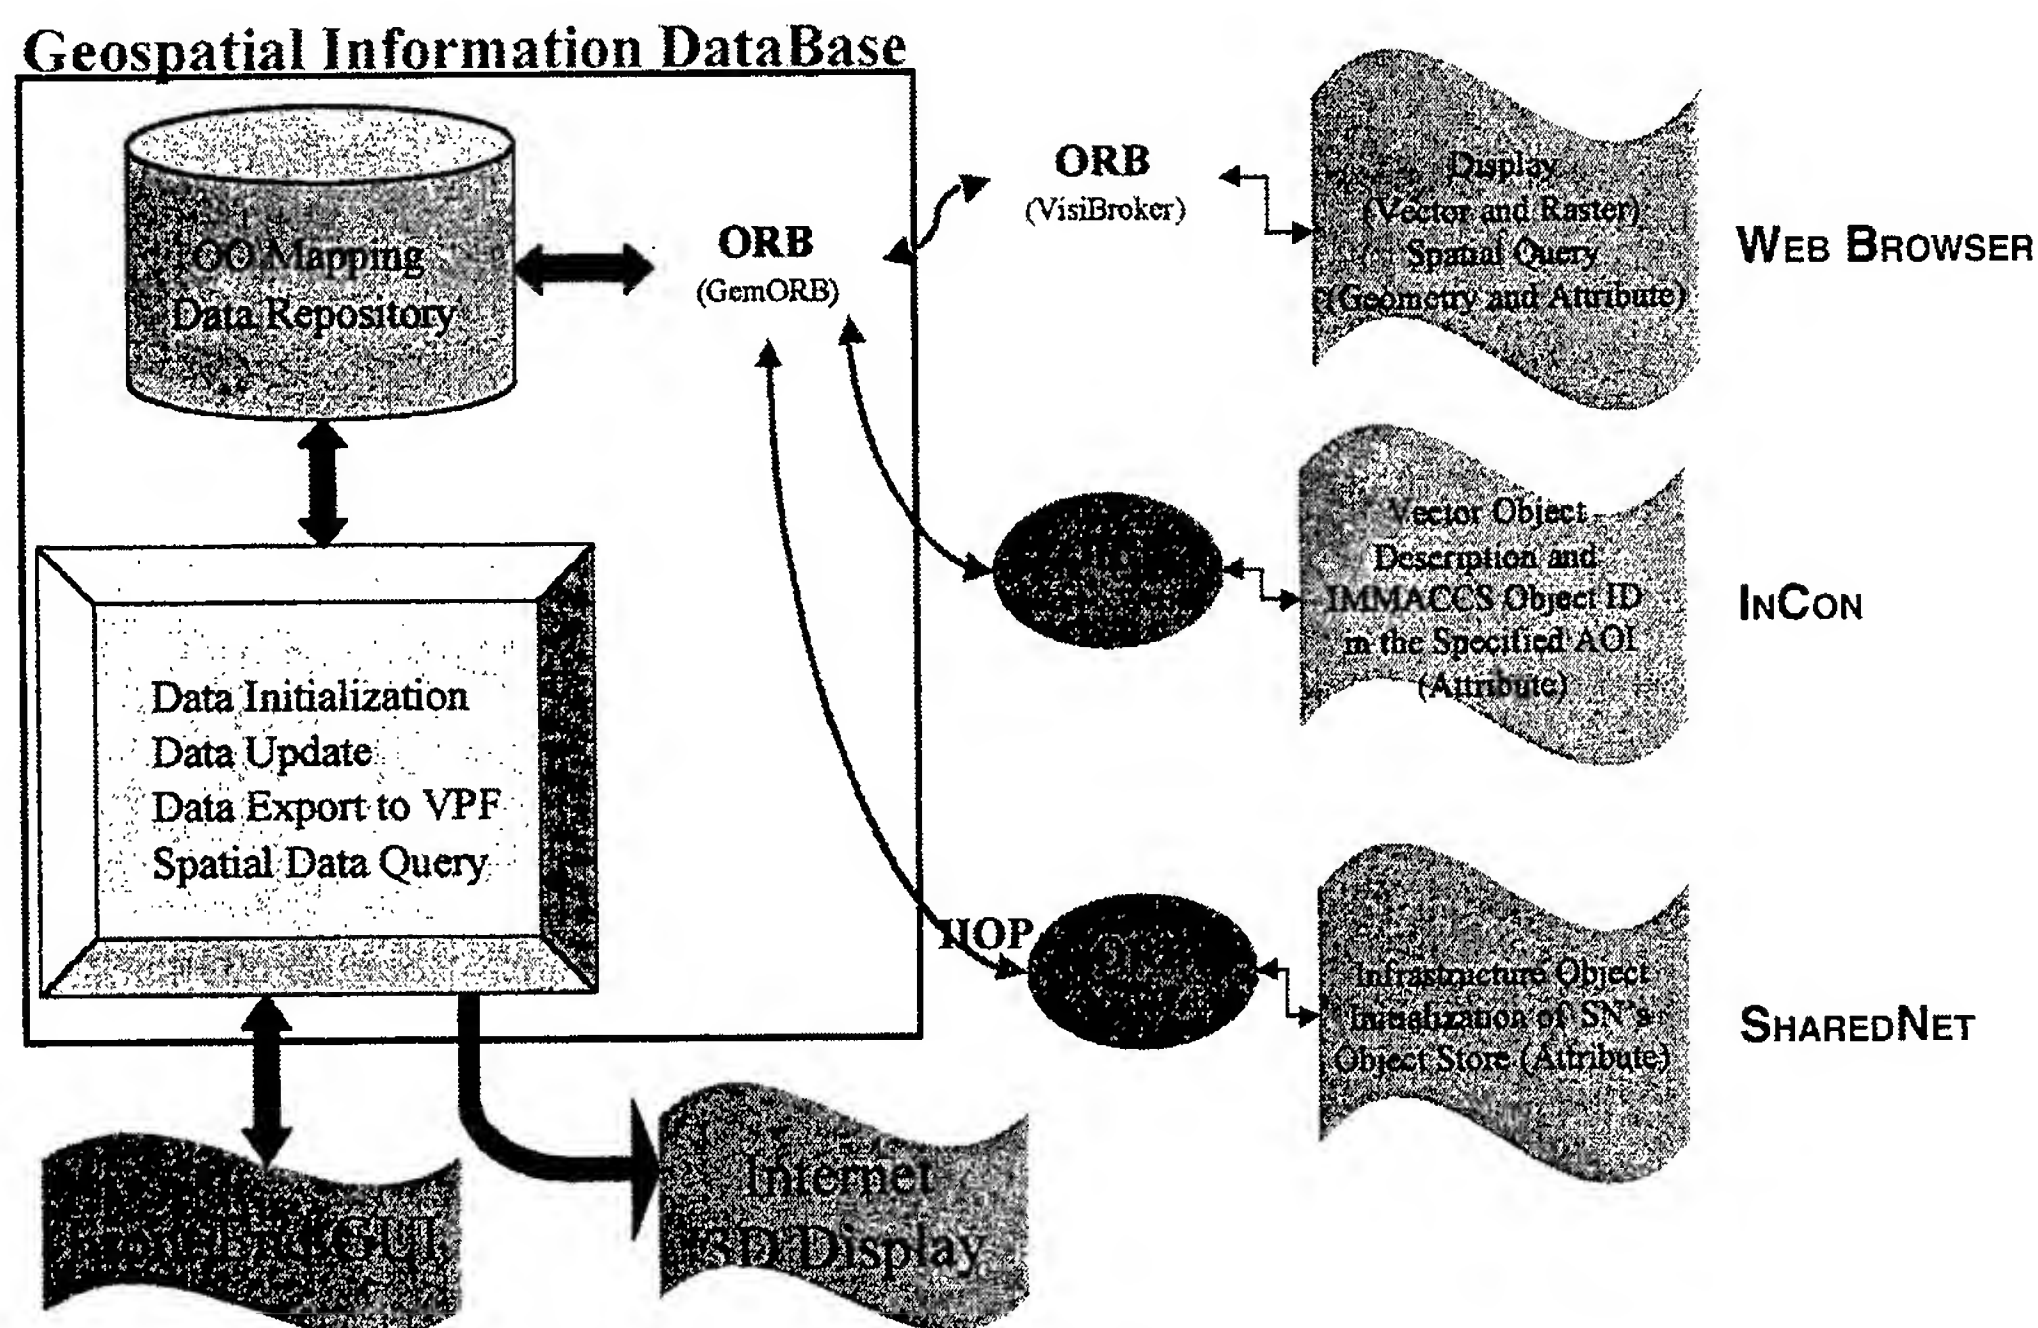 Geospatial Information DataBase
OO Mapping
Data Repository
ORB
(GemORB)
ORB
(VisiBroker)
Display
(Vector and Raster)
Spatial Query
(Geometry and Attribute)
WEB BROWSER
Vector Object
Description and
IMMACCS Object ID
in the Specified AOI
(Attribute)
INCON
Data Initialization
Data Update
Data Export to VPF
Spatial Data Query
IIOP
Infrastructure Object
Initialization of SN's
Object Store (Attribute)
SHAREDNET
Front End GUI
Internet
3D Display